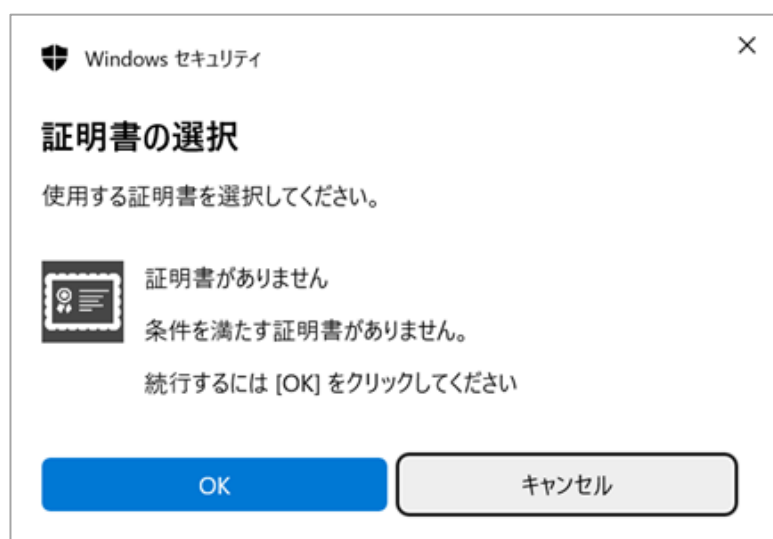 Windows セキュリティ
証明書の選択
使用する証明書を選択してください。
証明書がありません
条件を満たす証明書がありません。
続行するには [OK] をクリックしてください
OK
キャンセル